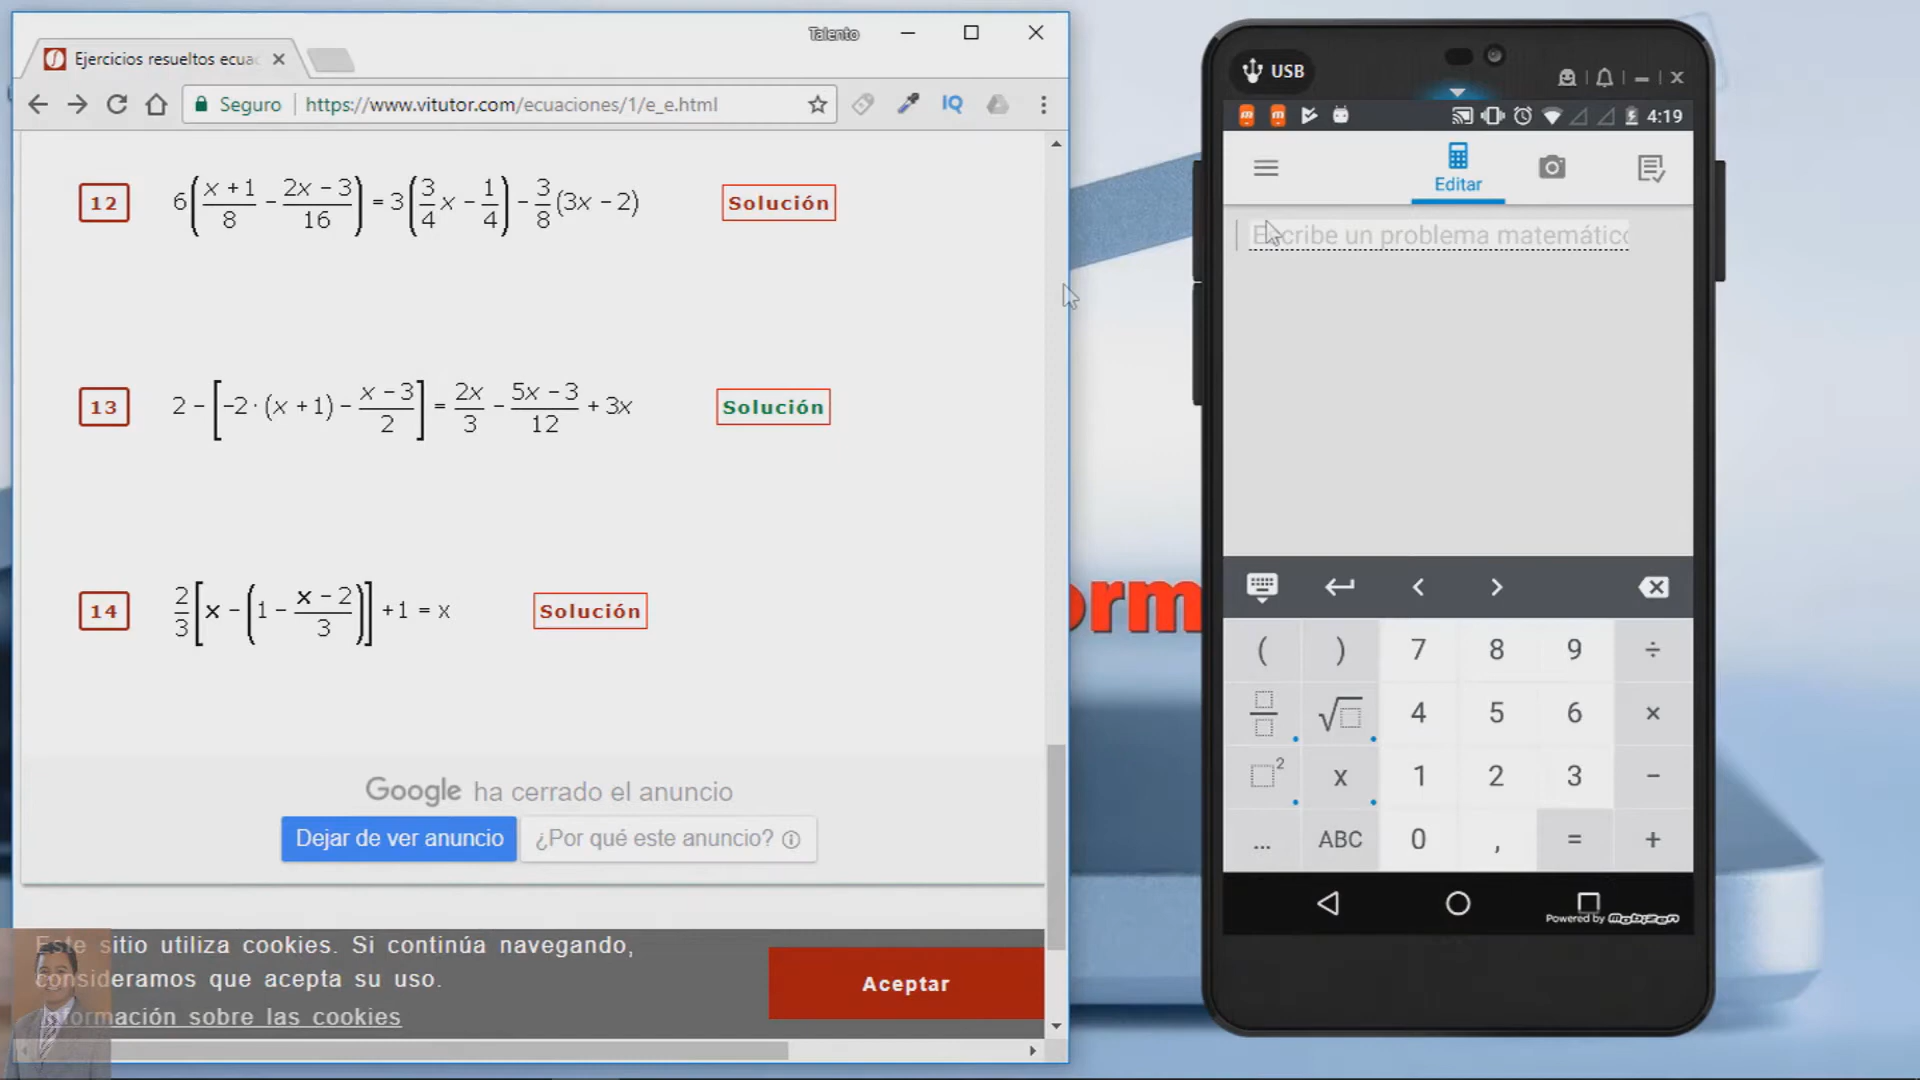 Talento
Ejercicios resueltos ecua
Seguro https://www.vitutor.com/ecuaciones/1/e_e.html
IQ
12 6((x + 1)/8 − (2x − 3)/16) = 3(3/4 x − 1/4) − 3/8 (3x − 2) Solución
13 2 − [−2· (x + 1) − (x − 3)/2] = 2x/3 − (5x − 3)/12 + 3x Solución
14 2/3 [x − (1 − (x − 2)/3)] + 1 = x Solución
Google ha cerrado el anuncio
Dejar de ver anuncio ¿Por qué este anuncio?
Este sitio utiliza cookies. Si continúa navegando,
consideramos que acepta su uso.
Información sobre las cookies
Aceptar
orm
USB
4:19
Editar
Escribe un problema matemático
( ) 7 8 9 ÷
√ 4 5 6 ×
2 x 1 2 3 −
... ABC 0 , = +
Powered by Mobizen